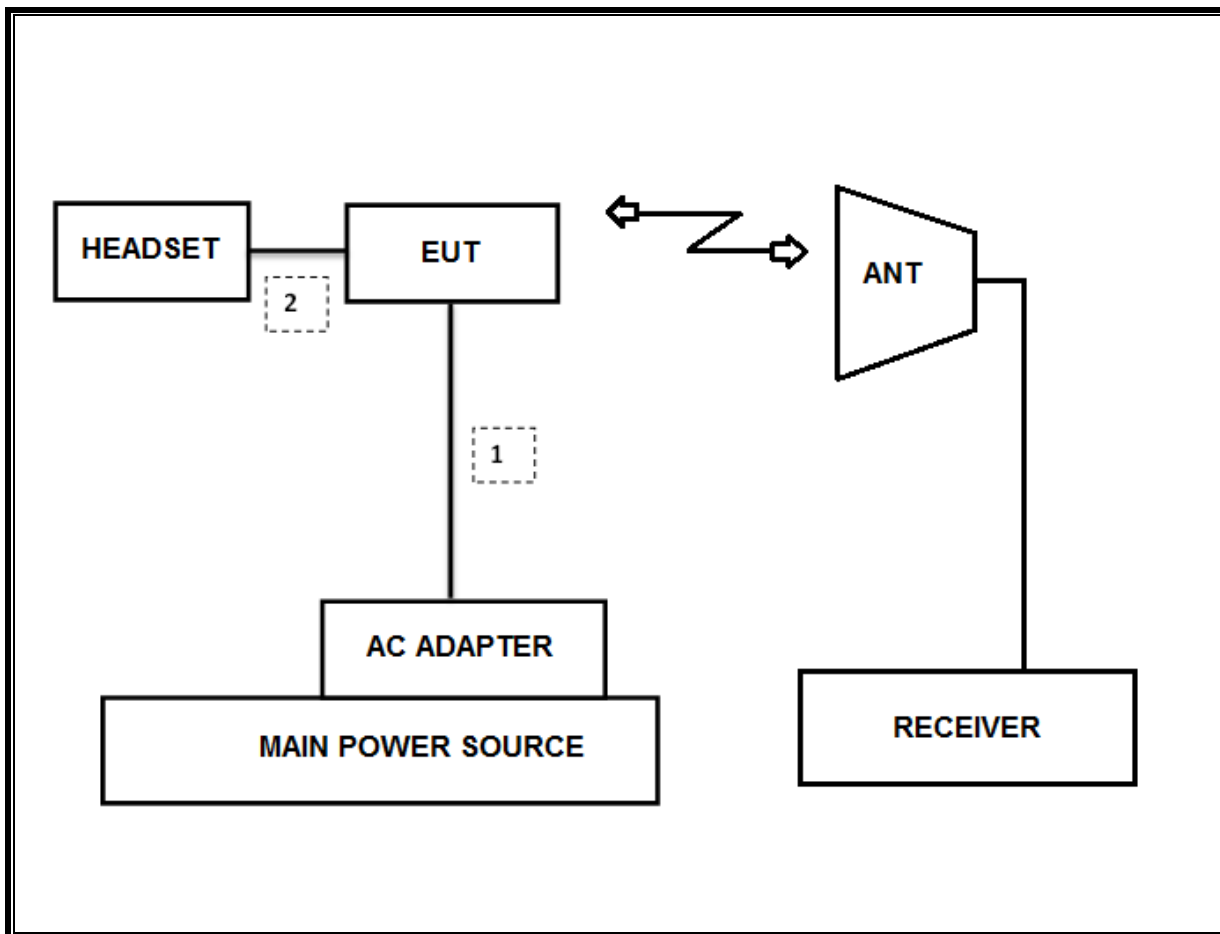 HEADSET
EUT
2
ANT
1
AC ADAPTER
MAIN POWER SOURCE
RECEIVER